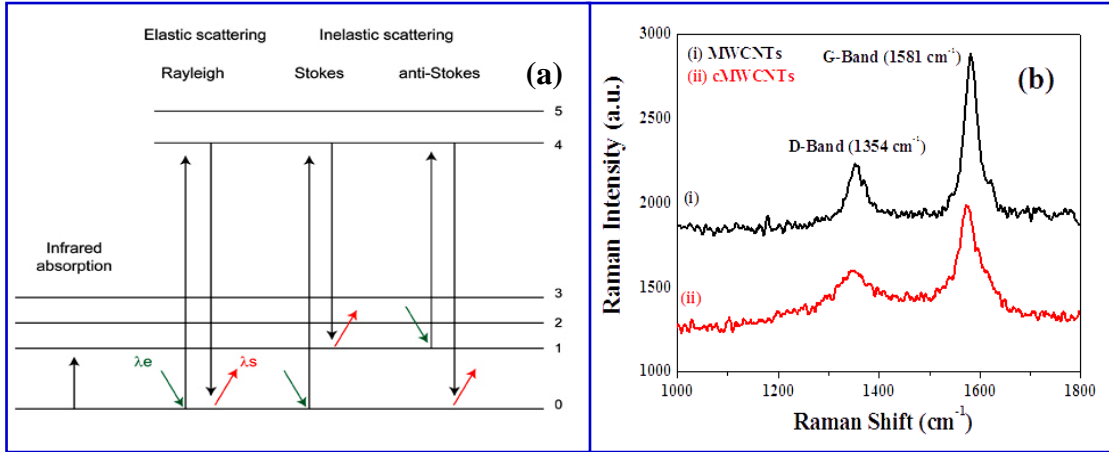 Elastic scattering Inelastic scattering
Rayleigh Stokes anti-Stokes
(a)
5
4
Infrared
absorption
3
2
1
λe λs
0
(i) MWCNTs
(ii) cMWCNTs
G-Band (1581 cm-1)
(b)
D-Band (1354 cm-1)
(i)
(ii)
3000
2500
2000
1500
1000
Raman Intensity (a.u.)
1000 1200 1400 1600 1800
Raman Shift (cm-1)